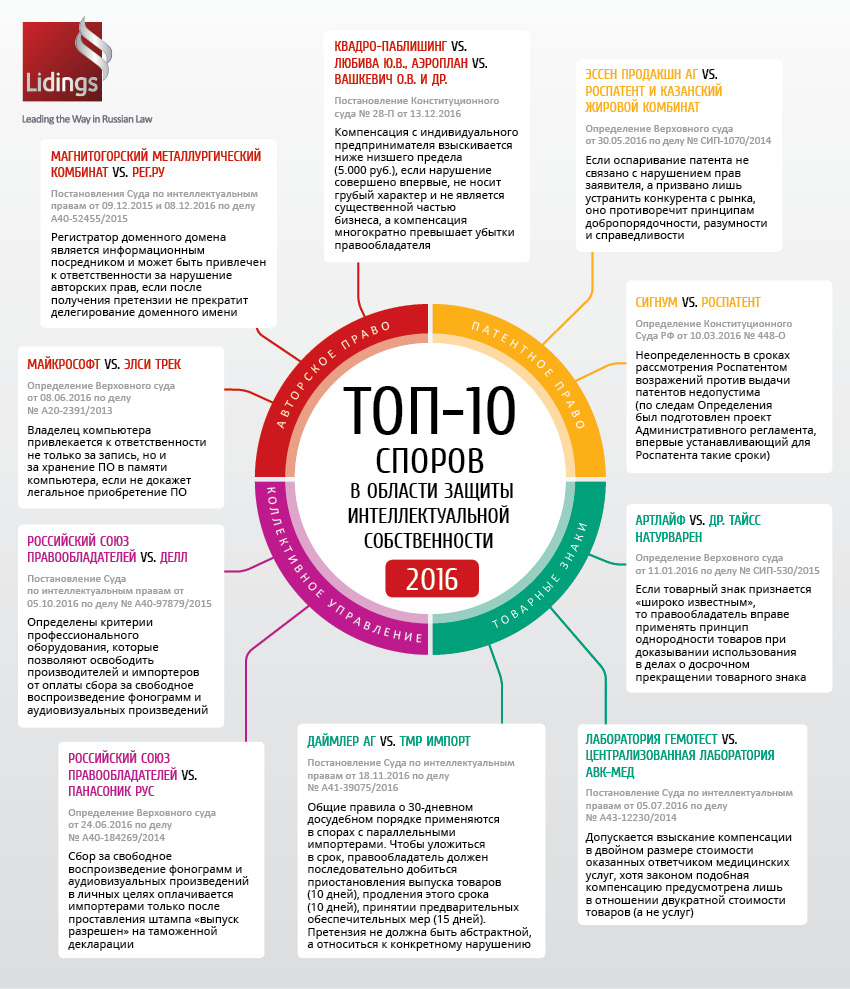 Lidings
Leading the Way in Russian Law
МАГНИТОГОРСКИЙ МЕТАЛЛУРГИЧЕСКИЙ
КОМБИНАТ VS. РЕГ.РУ
Постановления Суда по интеллектуальным
правам от 09.12.2015 и 08.12.2016 по делу
А40-52455/2015
Регистратор доменного домена
является информационным
посредником и может быть привлечен
к ответственности за нарушение
авторских прав, если после
получения претензии не прекратит
делегирование доменного имени
КВАДРО-ПАБЛИШИНГ VS.
ЛЮБИВА Ю.В., АЭРОПЛАН VS.
ВАШКЕВИЧ О.В. И ДР.
Постановление Конституционного
суда № 28-П от 13.12.2016
Компенсация с индивидуального
предпринимателя взыскивается
ниже низшего предела
(5.000 руб.), если нарушение
совершено впервые, не носит
грубый характер и не является
существенной частью
бизнеса, а компенсация
многократно превышает убытки
правообладателя
ЭССЕН ПРОДАКШН АГ VS.
РОСПАТЕНТ И КАЗАНСКИЙ
ЖИРОВОЙ КОМБИНАТ
Определение Верховного суда
от 30.05.2016 по делу № СИП-1070/2014
Если оспаривание патента не
связано с нарушением прав
заявителя, а призвано лишь
устранить конкурента с рынка,
оно противоречит принципам
добропорядочности, разумности
и справедливости
СИГНУМ VS. РОСПАТЕНТ
Определение Конституционного
Суда РФ от 10.03.2016 № 448-О
Неопределенность в сроках
рассмотрения Роспатентом
возражений против выдачи
патентов недопустима
(по следам Определения
был подготовлен проект
Административного регламента,
впервые устанавливающий для
Роспатента такие сроки)
МАЙКРОСОФТ VS. ЭЛСИ ТРЕК
Определение Верховного суда
от 08.06.2016 по делу
№ А20-2391/2013
Владелец компьютера
привлекается к ответственности
не только за запись, но и
за хранение ПО в памяти
компьютера, если не докажет
легальное приобретение ПО
АВТОРСКОЕ ПРАВО
ПАТЕНТНОЕ ПРАВО
ТОП-10
СПОРОВ
В ОБЛАСТИ ЗАЩИТЫ
ИНТЕЛЛЕКТУАЛЬНОЙ
СОБСТВЕННОСТИ
2016
КОЛЛЕКТИВНОЕ УПРАВЛЕНИЕ
ТОВАРНЫЕ ЗНАКИ
РОССИЙСКИЙ СОЮЗ
ПРАВООБЛАДАТЕЛЕЙ VS. ДЕЛЛ
Постановление Суда
по интеллектуальным правам от
05.10.2016 по делу № А40-97879/2015
Определены критерии
профессионального
оборудования, которые
позволяют освободить
производителей и импортеров
от оплаты сбора за свободное
воспроизведение фонограмм и
аудиовизуальных произведений
АРТЛАЙФ VS. ДР. ТАЙСС
НАТУРВАРЕН
Определение Верховного суда
от 11.01.2016 по делу № СИП-530/2015
Если товарный знак признается
«широко известным»,
то правообладатель вправе
применять принцип
однородности товаров при
доказывании использования
в делах о досрочном
прекращении товарного знака
РОССИЙСКИЙ СОЮЗ
ПРАВООБЛАДАТЕЛЕЙ VS.
ПАНАСОНИК РУС
Определение Верховного суда
от 24.06.2016 по делу
№ А40-184269/2014
Сбор за свободное
воспроизведение фонограмм и
аудиовизуальных произведений
в личных целях оплачивается
импортерами только после
проставления штампа «выпуск
разрешен» на таможенной
декларации
ДАЙМЛЕР АГ VS. ТМР ИМПОРТ
Постановление Суда по интеллектуальным
правам от 18.11.2016 по делу
№ А41-39075/2016
Общие правила о 30-дневном
досудебном порядке применяются
в спорах с параллельными
импортерами. Чтобы уложиться
в срок, правообладатель должен
последовательно добиться
приостановления выпуска товаров
(10 дней), продления этого срока
(10 дней), принятии предварительных
обеспечительных мер (15 дней).
Претензия не должна быть абстрактной,
а относиться к конкретному нарушению
ЛАБОРАТОРИЯ ГЕМОТЕСТ VS.
ЦЕНТРАЛИЗОВАННАЯ ЛАБОРАТОРИЯ
АВК-МЕД
Постановление Суда по интеллектуальным
правам от 05.07.2016 по делу
№ А43-12230/2014
Допускается взыскание компенсации
в двойном размере стоимости
оказанных ответчиком медицинских
услуг, хотя законом подобная
компенсацию предусмотрена лишь
в отношении двукратной стоимости
товаров (а не услуг)